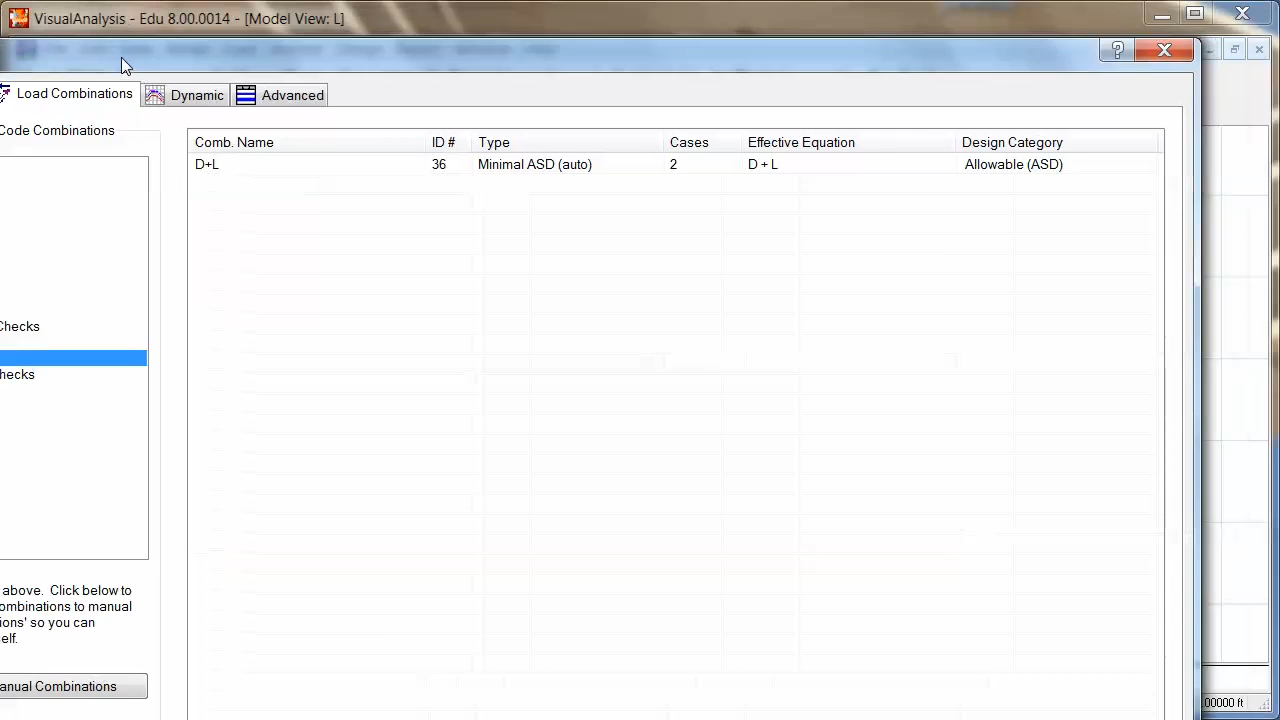 VisualAnalysis - Edu 8.00.0014 - [Model View: L]
Load Combinations Dynamic Advanced
Code Combinations
Comb. Name ID # Type Cases Effective Equation Design Category
D+L 36 Minimal ASD (auto) 2 D + L Allowable (ASD)
Checks
hecks
above. Click below to
ombinations to manual
ions' so you can
elf.
anual Combinations
00000 ft